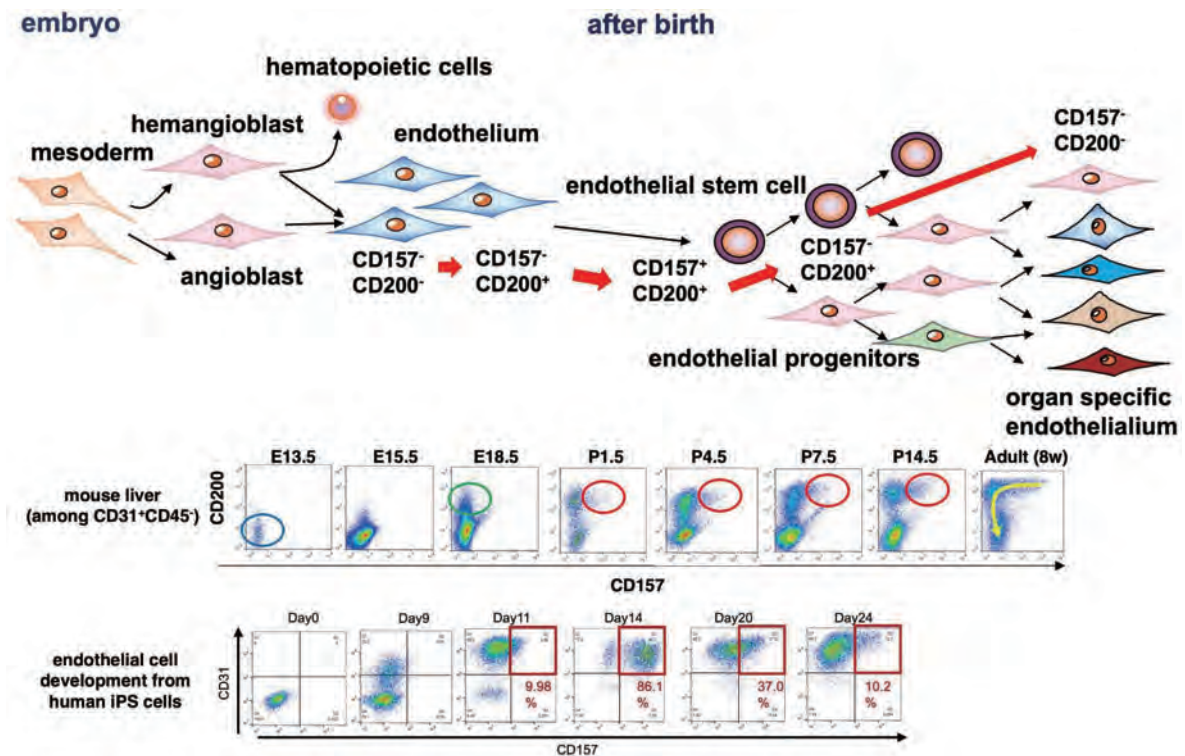 embryo
after birth
hematopoietic cells
hemangioblast
mesoderm
endothelium
angioblast
CD157-
CD200-
CD157-
CD200+
endothelial stem cell
CD157+
CD200+
CD157-
CD200+
CD157-
CD200-
endothelial progenitors
organ specific
endothelialium
E13.5
E15.5
E18.5
P1.5
P4.5
P7.5
P14.5
Adult (8w)
mouse liver
(among CD31+CD45-)
CD200
CD157
Day0
Day9
Day11
Day14
Day20
Day24
endothelial cell
development from
human iPS cells
CD31
9.98
%
86.1
%
37.0
%
10.2
%
CD157